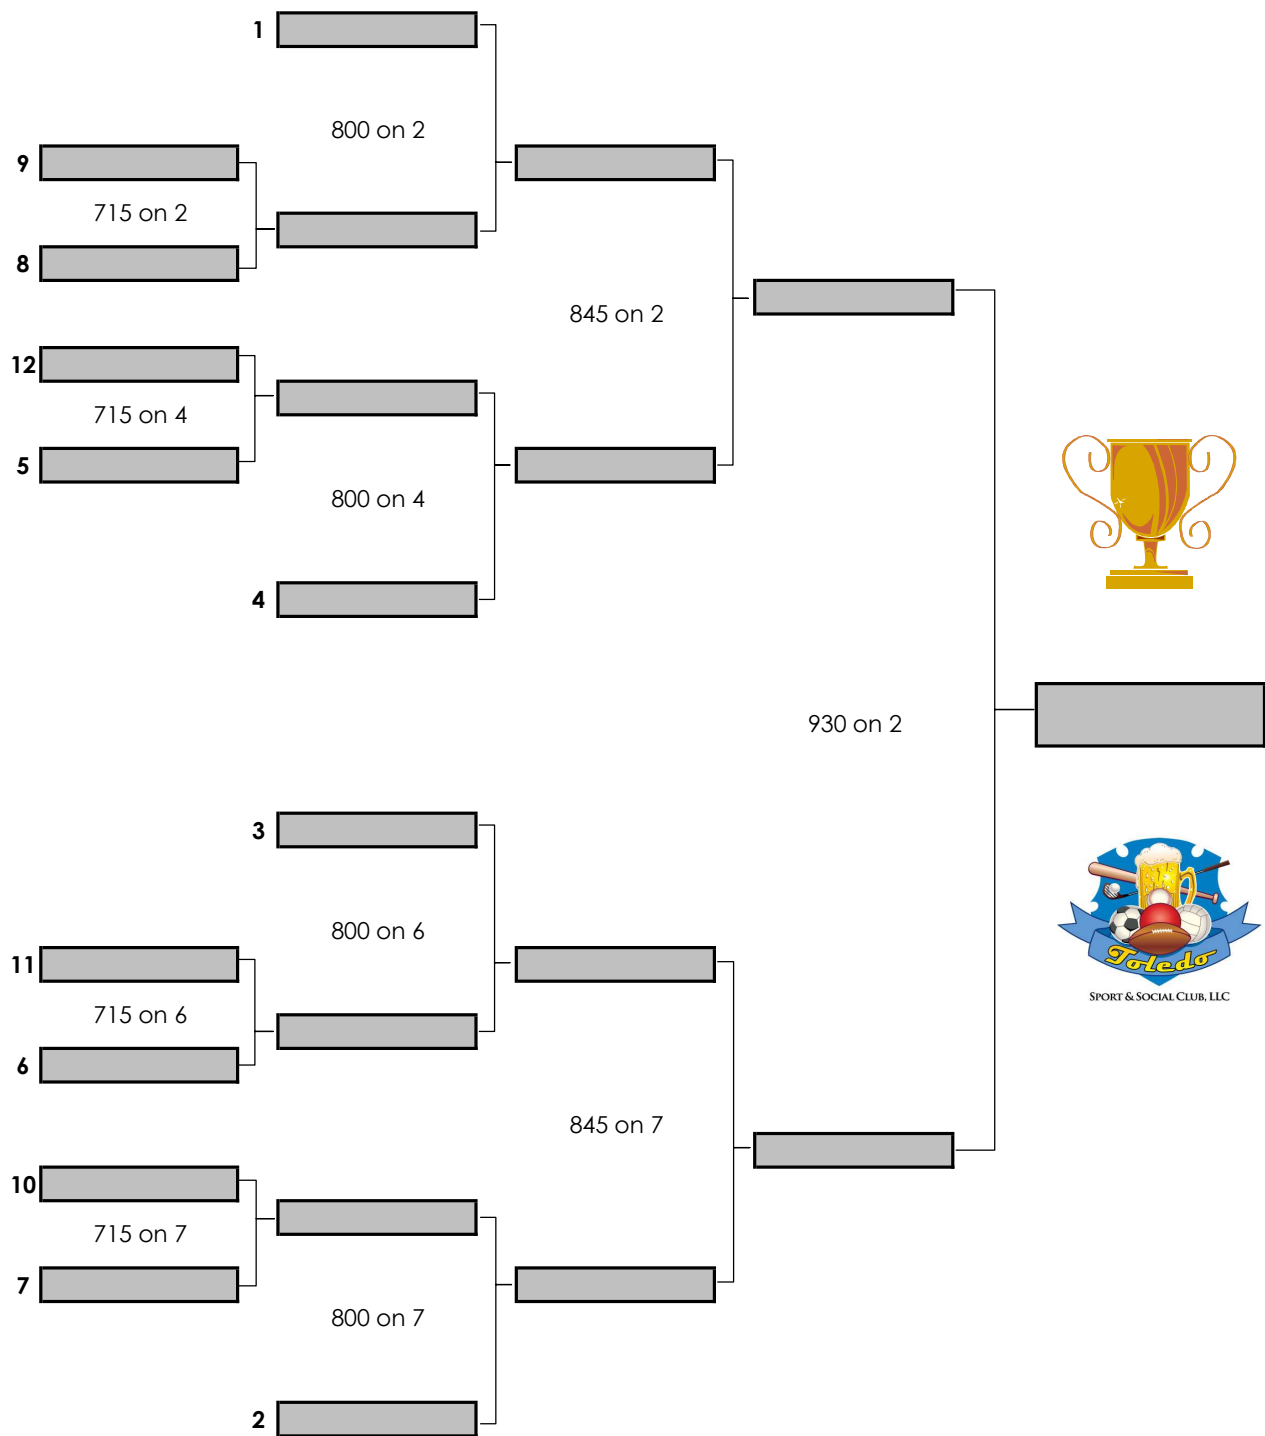 1
800 on 2
9
715 on 2
8
845 on 2
12
715 on 4
5
800 on 4
4
930 on 2
3
800 on 6
11
715 on 6
6
845 on 7
10
715 on 7
7
800 on 7
2
Toledo
SPORT & SOCIAL CLUB, LLC